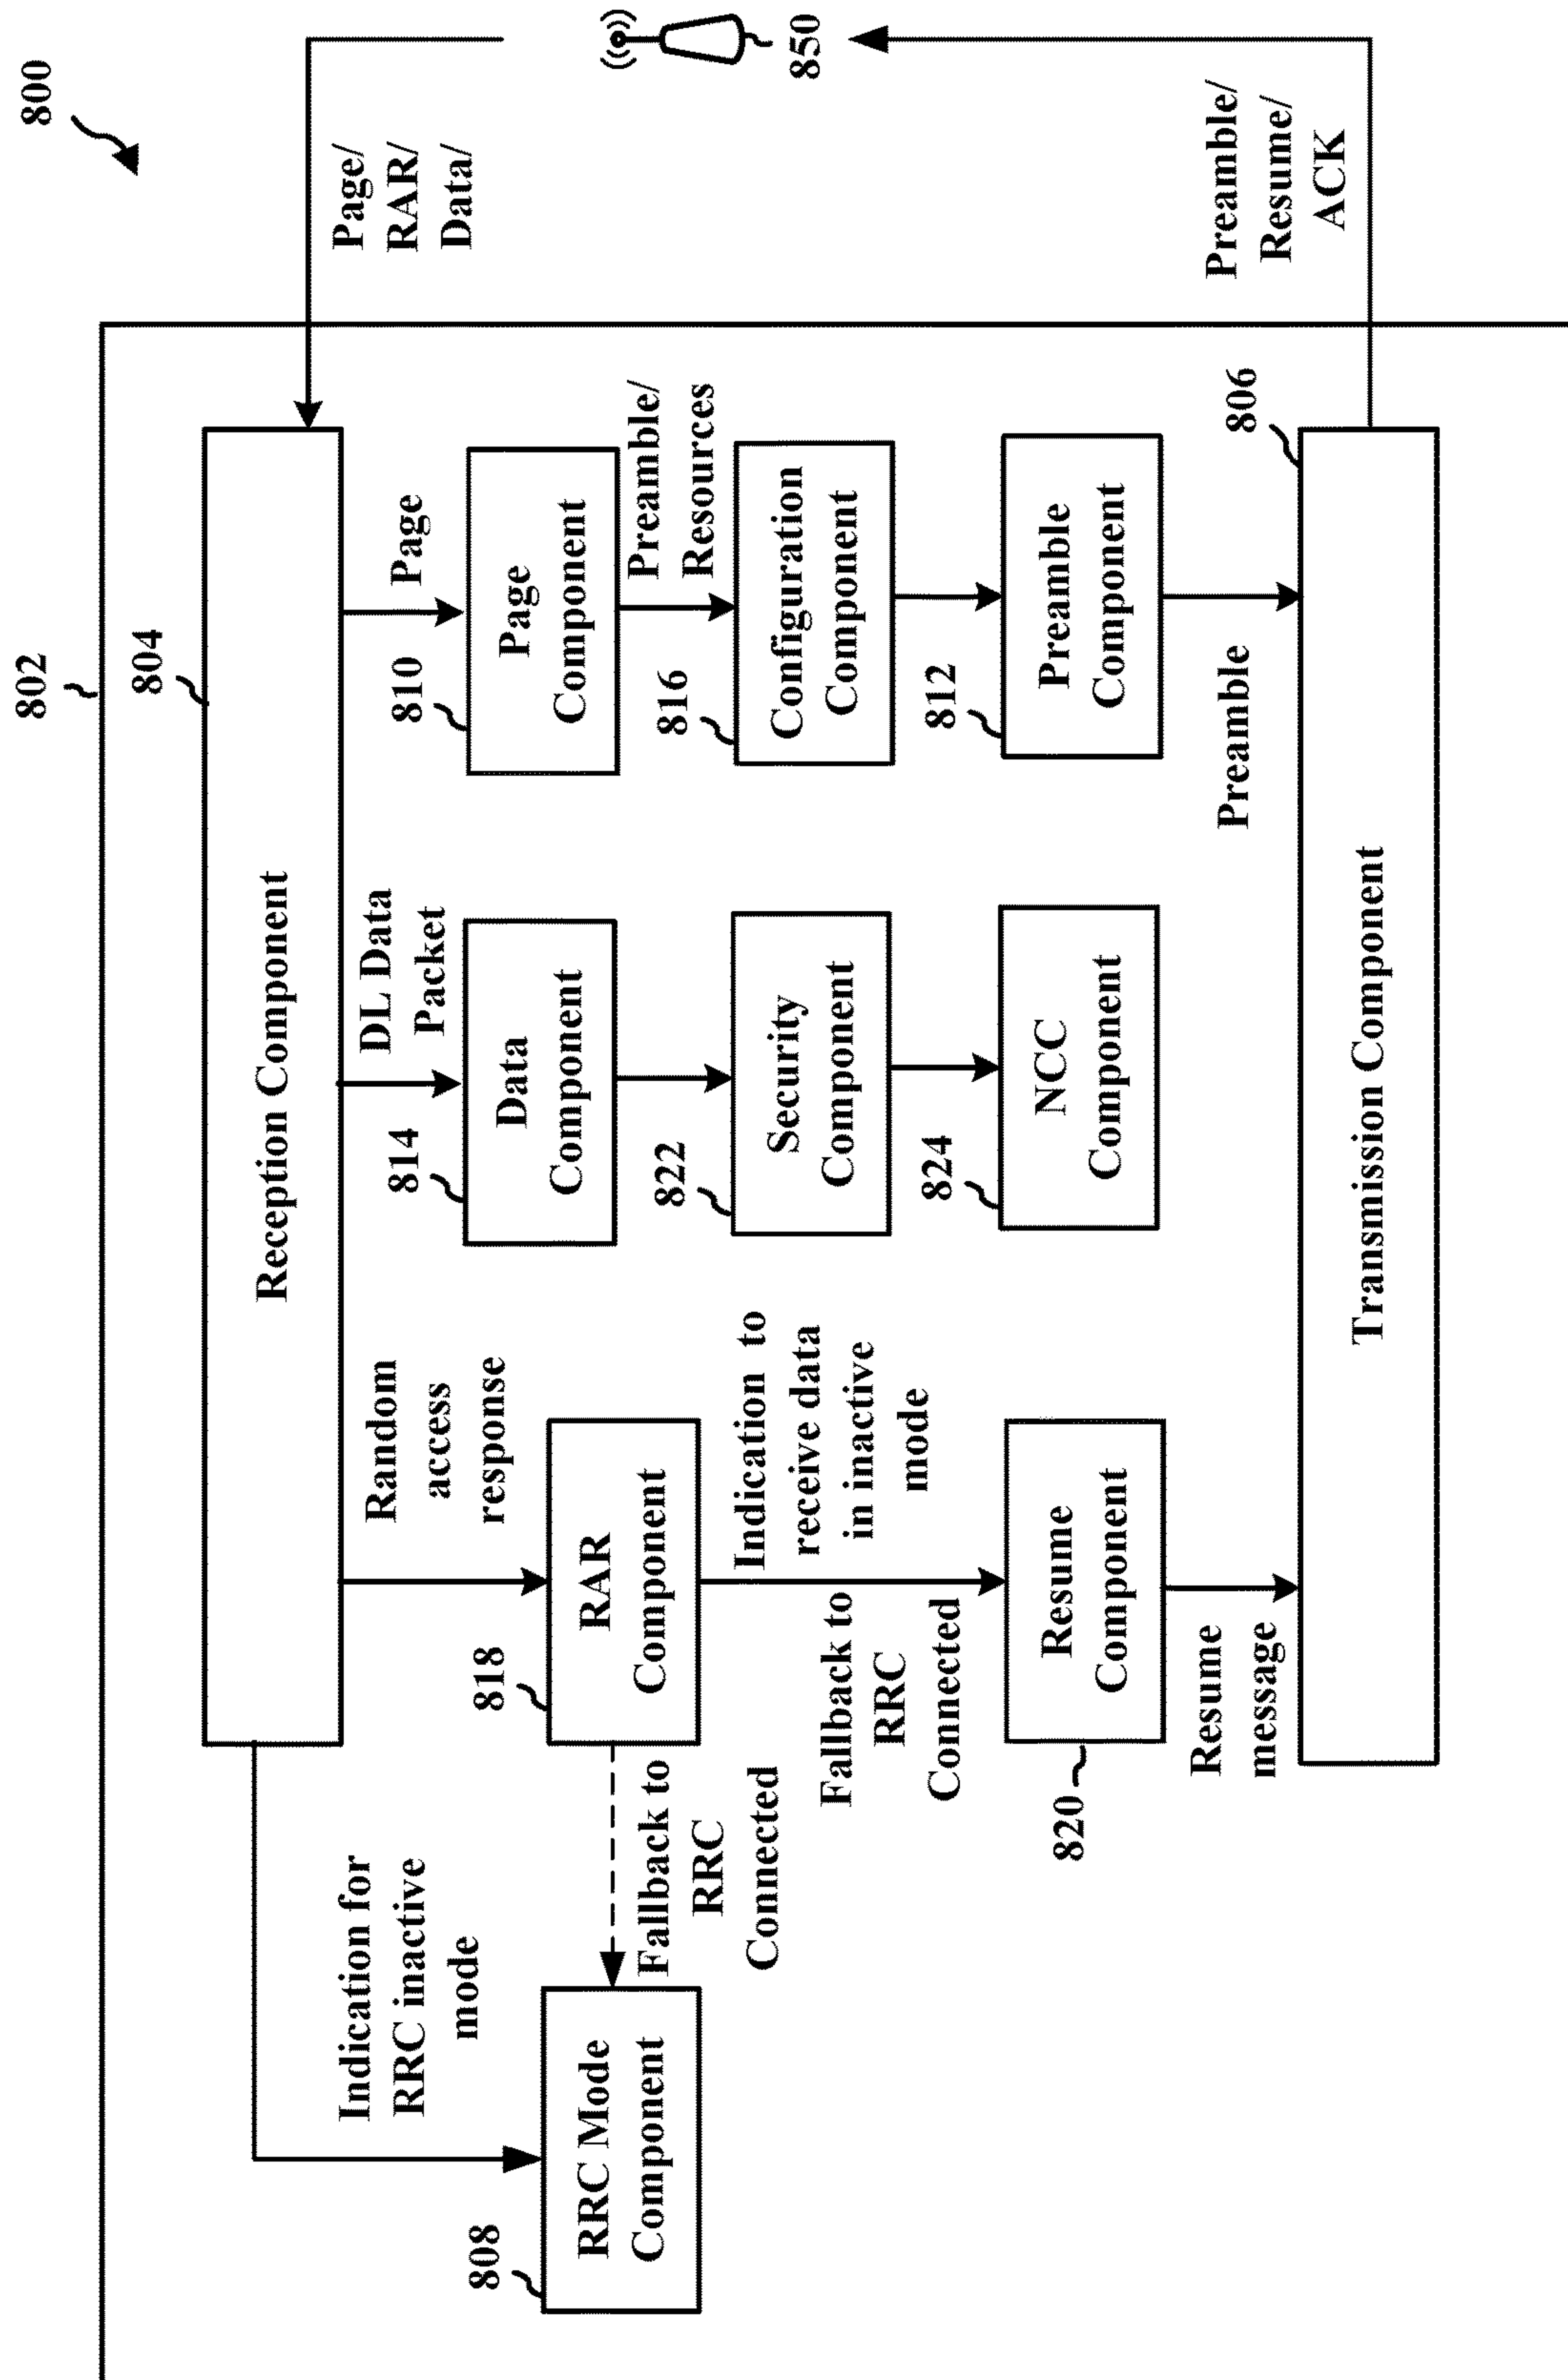 800
802
804
Reception Component
Page/
RAR/
Data/
850
Preamble/
Resume/
ACK
Indication for
RRC inactive
mode
808
RRC Mode
Component
Random
access
response
818
RAR
Component
Fallback to
RRC
Connected
Indication to
receive data
in inactive
mode
Fallback to
RRC
Connected
820
Resume
Component
Resume
message
DL Data
Packet
814
Data
Component
822
Security
Component
824
NCC
Component
Page
810
Page
Component
Preamble/
Resources
816
Configuration
Component
812
Preamble
Component
Preamble
806
Transmission Component